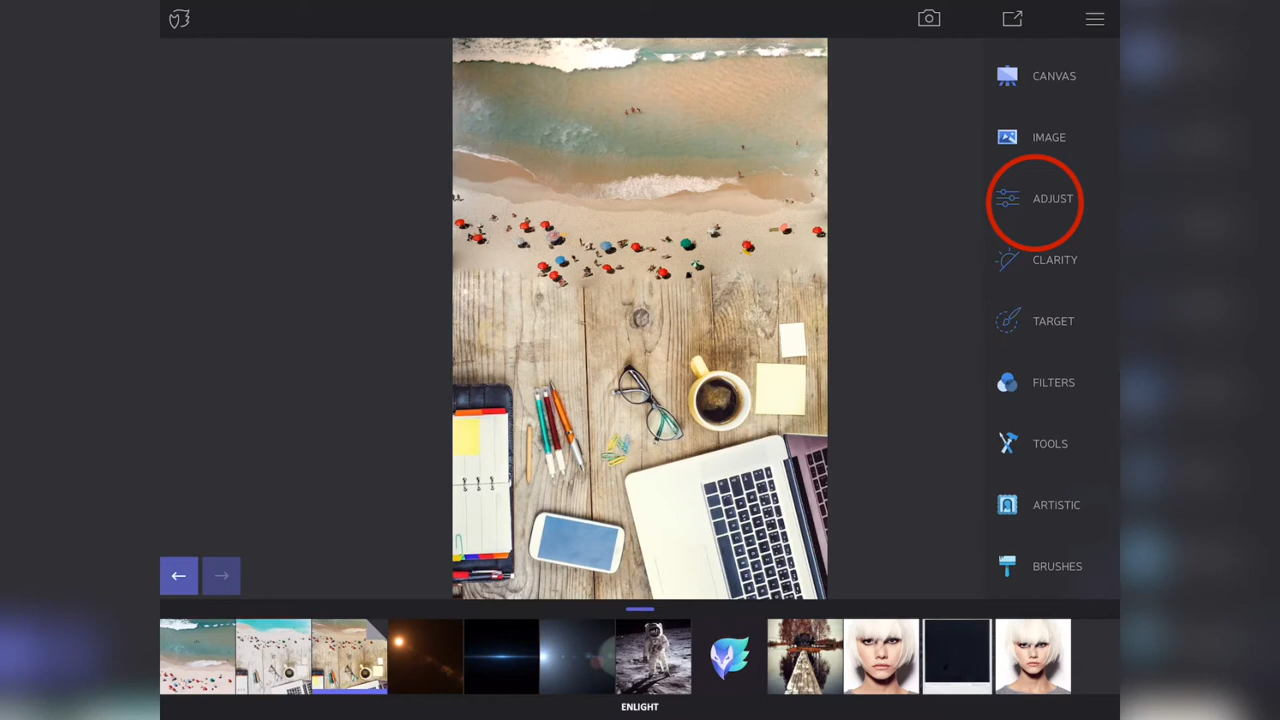 CANVAS
IMAGE
ADJUST
CLARITY
TARGET
FILTERS
TOOLS
ARTISTIC
BRUSHES
ENLIGHT